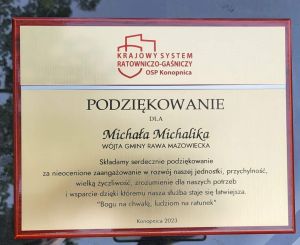 KRAJOWY SYSTEM
RATOWNICZO-GAŚNICZY
OSP Konopnica
PODZIĘKOWANIE
DLA
Michała Michalika
WÓJTA GMINY RAWA MAZOWIECKA
Składamy serdecznie podziękowanie
za nieocenione zaangażowanie w rozwój naszej jednostki, przychylność,
wielką życzliwość, zrozumienie dla naszych potrzeb
i wsparcie dzięki któremu nasza służba staje się łatwiejsza.
"Bogu na chwałę, ludziom na ratunek"
Konopnica 2023